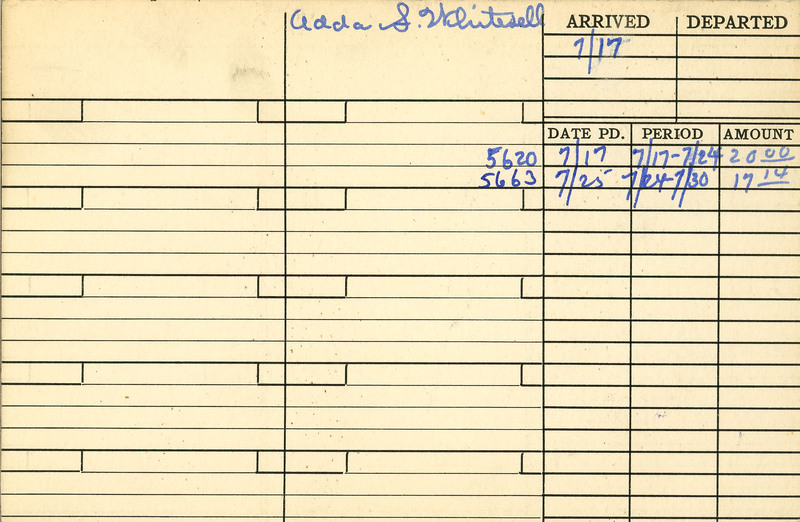 Adda S. Whitesell
ARRIVED DEPARTED
7/17
DATE PD. PERIOD AMOUNT
5620 7/17 7/17-7/24 20 00
5663 7/25 7/24-7/30 17 14